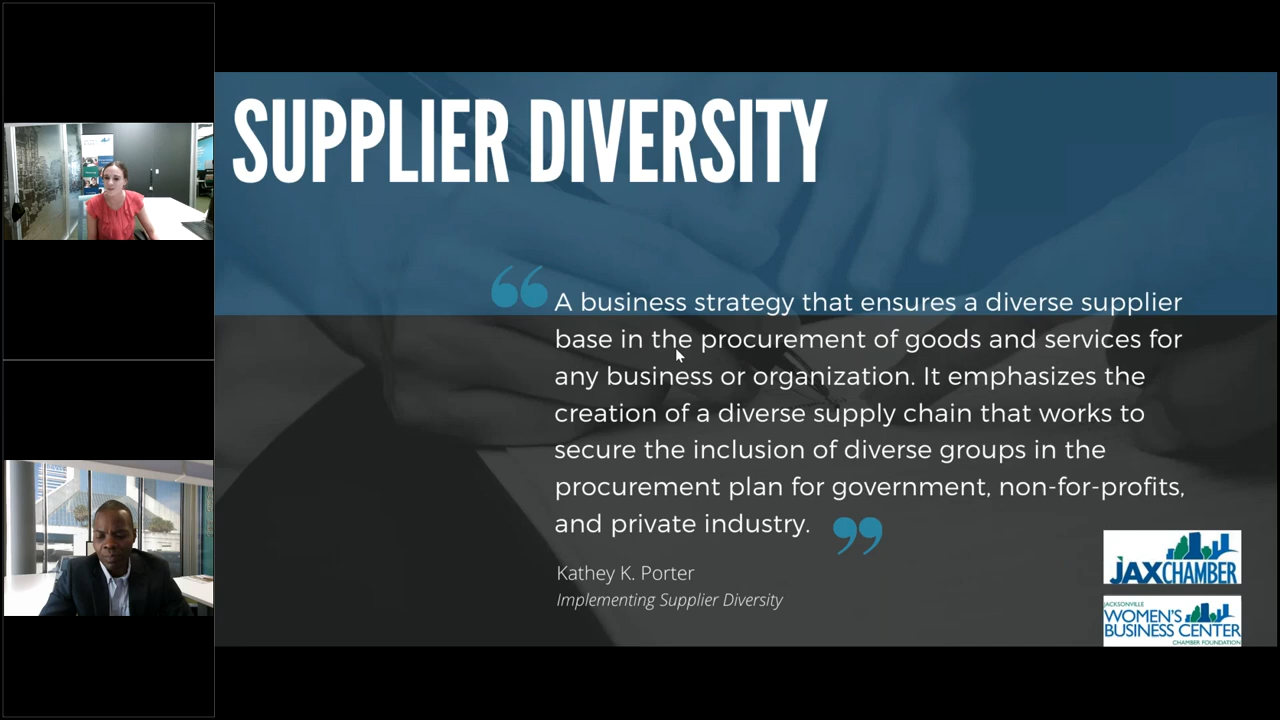 SUPPLIER DIVERSITY
“ A business strategy that ensures a diverse supplier
base in the procurement of goods and services for
any business or organization. It emphasizes the
creation of a diverse supply chain that works to
secure the inclusion of diverse groups in the
procurement plan for government, non-for-profits,
and private industry. ”
Kathey K. Porter
Implementing Supplier Diversity
JAXCHAMBER
JACKSONVILLE
WOMEN'S
BUSINESS CENTER
CHAMBER FOUNDATION